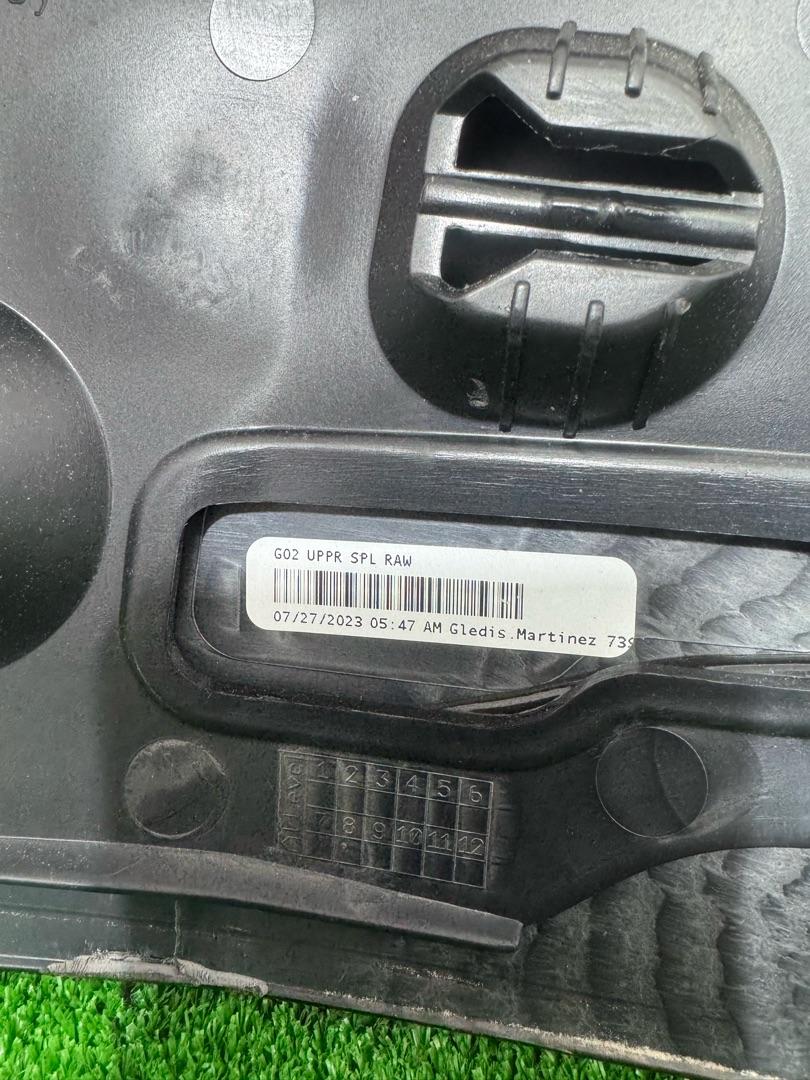 G02 UPPR SPL RAW
07/27/2023 05:47 AM Gledis.Martinez 739
1 2 3 4 5 6
7 8 9 10 11 12